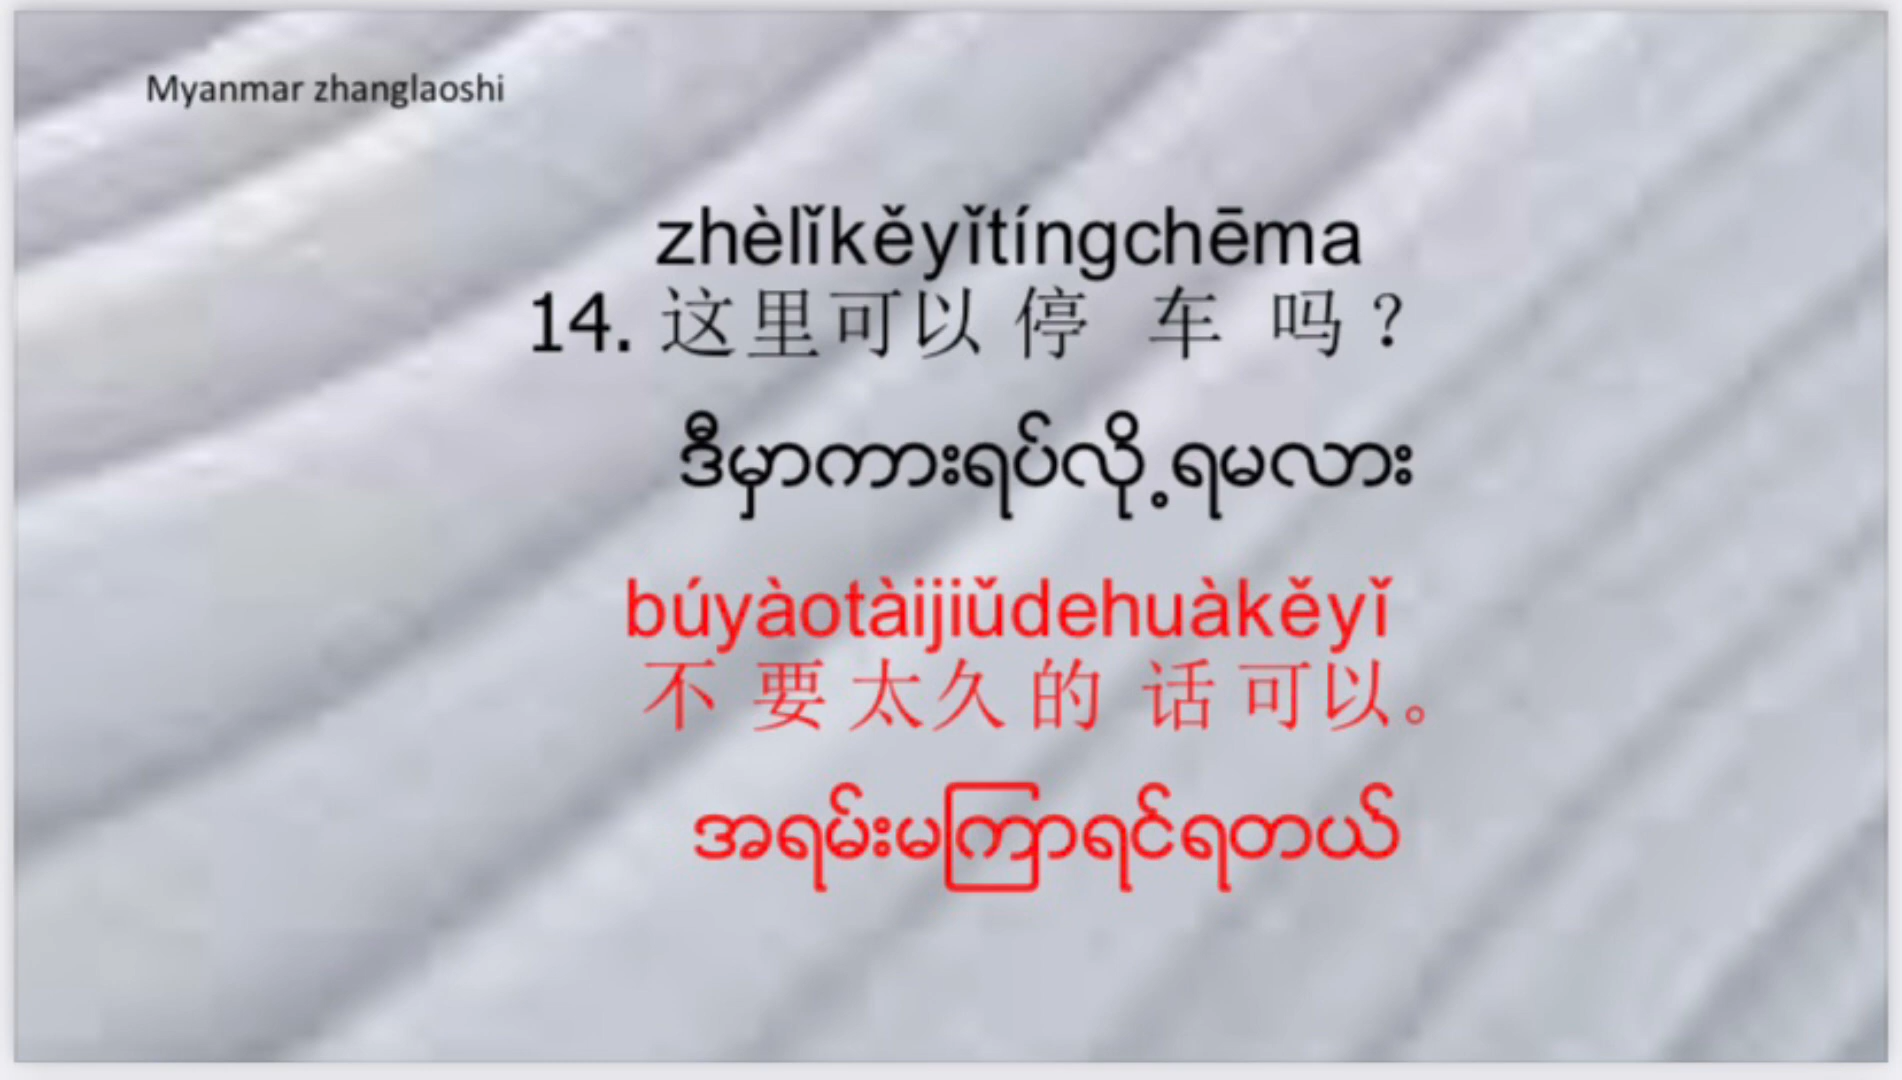 Myanmar zhanglaoshi
zhèlǐkěyǐtíngchēma
14. 这里可以 停 车 吗？
ဒီမှာကားရပ်လို့ရမလား
búyàotàijiǔdehuàkěyǐ
不 要 太久 的 话 可以。
အရမ်းမကြာရင်ရတယ်